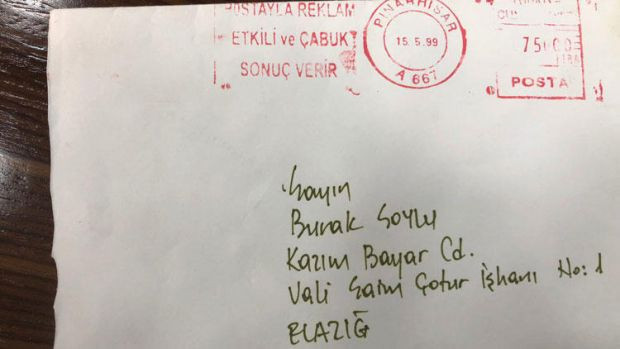 POSTAYLA REKLAM
ETKİLİ ve ÇABUK
SONUÇ VERİR
PINARHİSAR
15.5.99
A 667
POSTA
Sayın
Burak Soylu
Kazım Bayar Cd.
Vali Saim Çotur İşhanı No: 1
ELAZIĞ